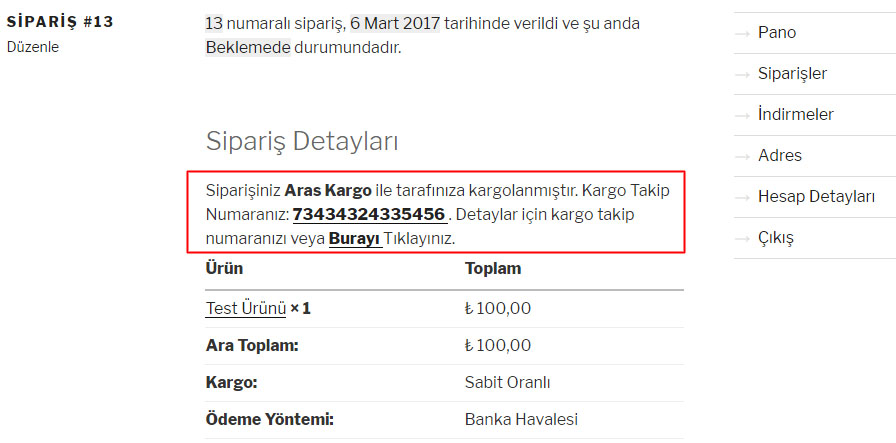 SİPARİŞ #13
Düzenle
13 numaralı sipariş, 6 Mart 2017 tarihinde verildi ve şu anda
Beklemede durumundadır.
Sipariş Detayları
Siparişiniz Aras Kargo ile tarafınıza kargolanmıştır. Kargo Takip
Numaranız: 73434324335456 . Detaylar için kargo takip
numaranızı veya Burayı Tıklayınız.
Ürün Toplam
Test Ürünü × 1 ₺ 100,00
Ara Toplam: ₺ 100,00
Kargo: Sabit Oranlı
Ödeme Yöntemi: Banka Havalesi
→ Pano
→ Siparişler
→ İndirmeler
→ Adres
→ Hesap Detayları
→ Çıkış